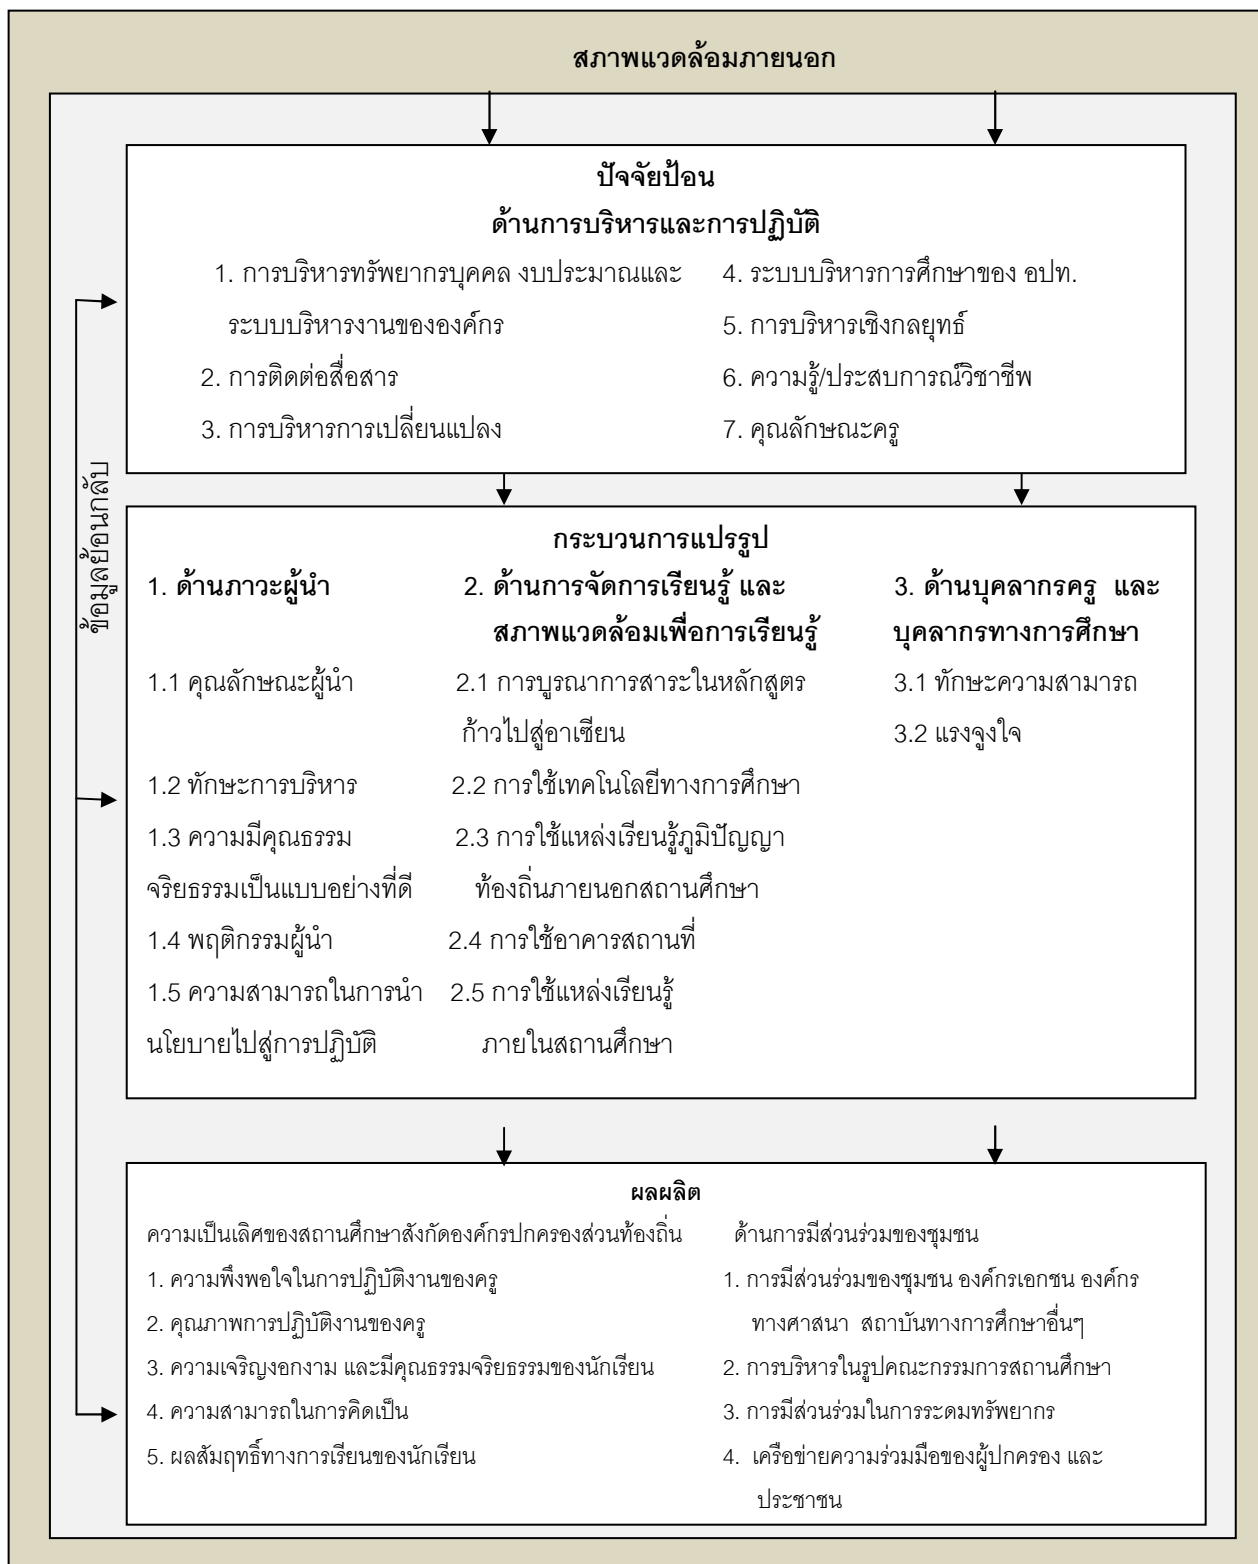 สภาพแวดล้อมภายนอก
ปัจจัยป้อน
ด้านการบริหารและการปฏิบัติ
1. การบริหารทรัพยากรบุคคล งบประมาณและ
ระบบบริหารงานขององค์กร
2. การติดต่อสื่อสาร
3. การบริหารการเปลี่ยนแปลง
4. ระบบบริหารการศึกษาของ อปท.
5. การบริหารเชิงกลยุทธ์
6. ความรู้/ประสบการณ์วิชาชีพ
7. คุณลักษณะครู
ข้อมูลย้อนกลับ
กระบวนการแปรรูป
1. ด้านภาวะผู้นำ
1.1 คุณลักษณะผู้นำ
1.2 ทักษะการบริหาร
1.3 ความมีคุณธรรม
จริยธรรมเป็นแบบอย่างที่ดี
1.4 พฤติกรรมผู้นำ
1.5 ความสามารถในการนำ
นโยบายไปสู่การปฏิบัติ
2. ด้านการจัดการเรียนรู้ และ
สภาพแวดล้อมเพื่อการเรียนรู้
2.1 การบูรณาการสาระในหลักสูตร
ก้าวไปสู่อาเซียน
2.2 การใช้เทคโนโลยีทางการศึกษา
2.3 การใช้แหล่งเรียนรู้ภูมิปัญญา
ท้องถิ่นภายนอกสถานศึกษา
2.4 การใช้อาคารสถานที่
2.5 การใช้แหล่งเรียนรู้
ภายในสถานศึกษา
3. ด้านบุคลากรครู และ
บุคลากรทางการศึกษา
3.1 ทักษะความสามารถ
3.2 แรงจูงใจ
ผลผลิต
ความเป็นเลิศของสถานศึกษาสังกัดองค์กรปกครองส่วนท้องถิ่น
1. ความพึงพอใจในการปฏิบัติงานของครู
2. คุณภาพการปฏิบัติงานของครู
3. ความเจริญงอกงาม และมีคุณธรรมจริยธรรมของนักเรียน
4. ความสามารถในการคิดเป็น
5. ผลสัมฤทธิ์ทางการเรียนของนักเรียน
ด้านการมีส่วนร่วมของชุมชน
1. การมีส่วนร่วมของชุมชน องค์กรเอกชน องค์กร
ทางศาสนา สถาบันทางการศึกษาอื่นๆ
2. การบริหารในรูปคณะกรรมการสถานศึกษา
3. การมีส่วนร่วมในการระดมทรัพยากร
4. เครือข่ายความร่วมมือของผู้ปกครอง และ
ประชาชน